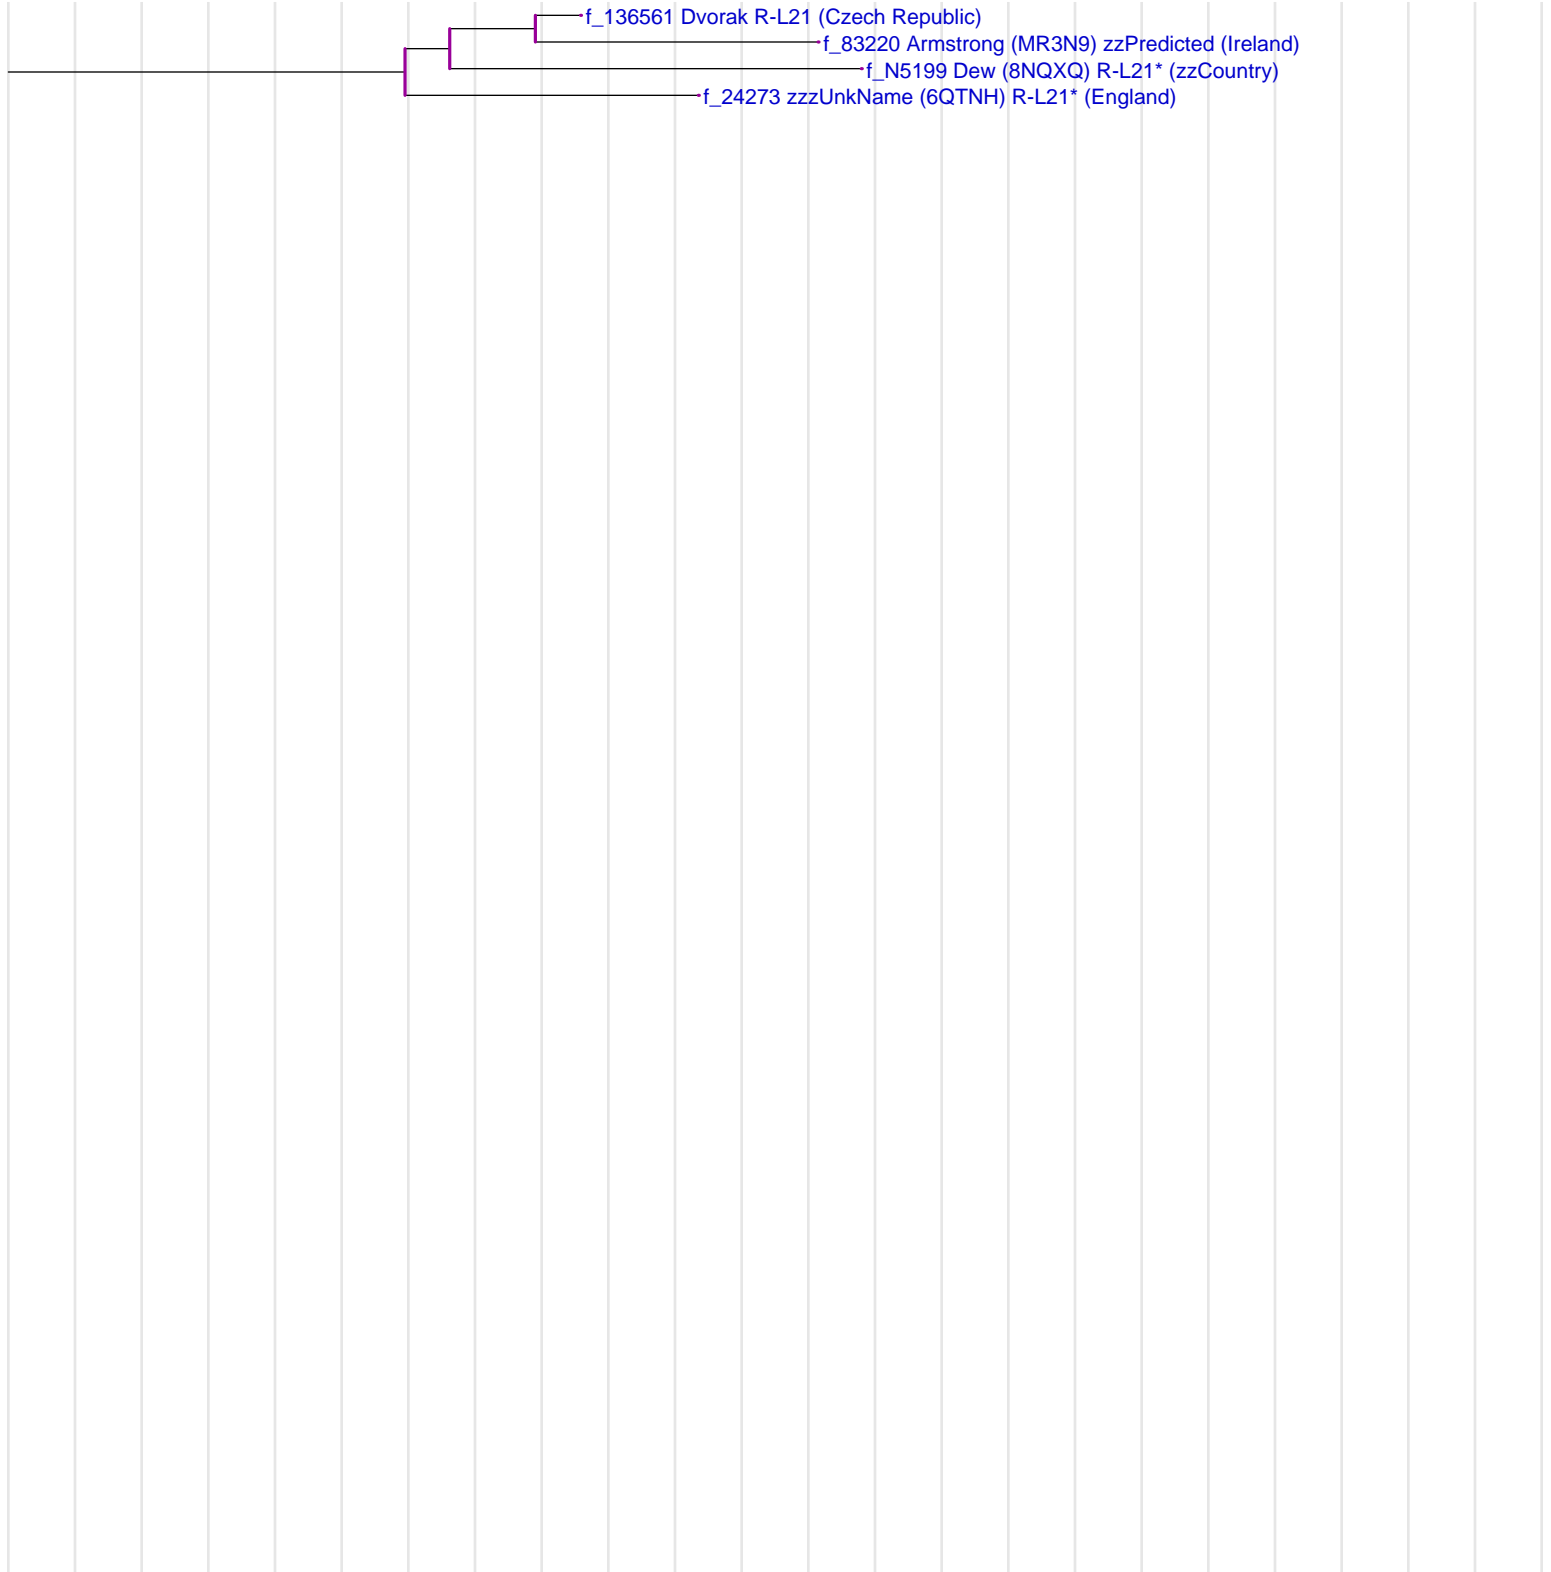 f_136561 Dvorak R-L21 (Czech Republic)
f_83220 Armstrong (MR3N9) zzPredicted (Ireland)
f_N5199 Dew (8NQXQ) R-L21* (zzCountry)
f_24273 zzzUnkName (6QTNH) R-L21* (England)